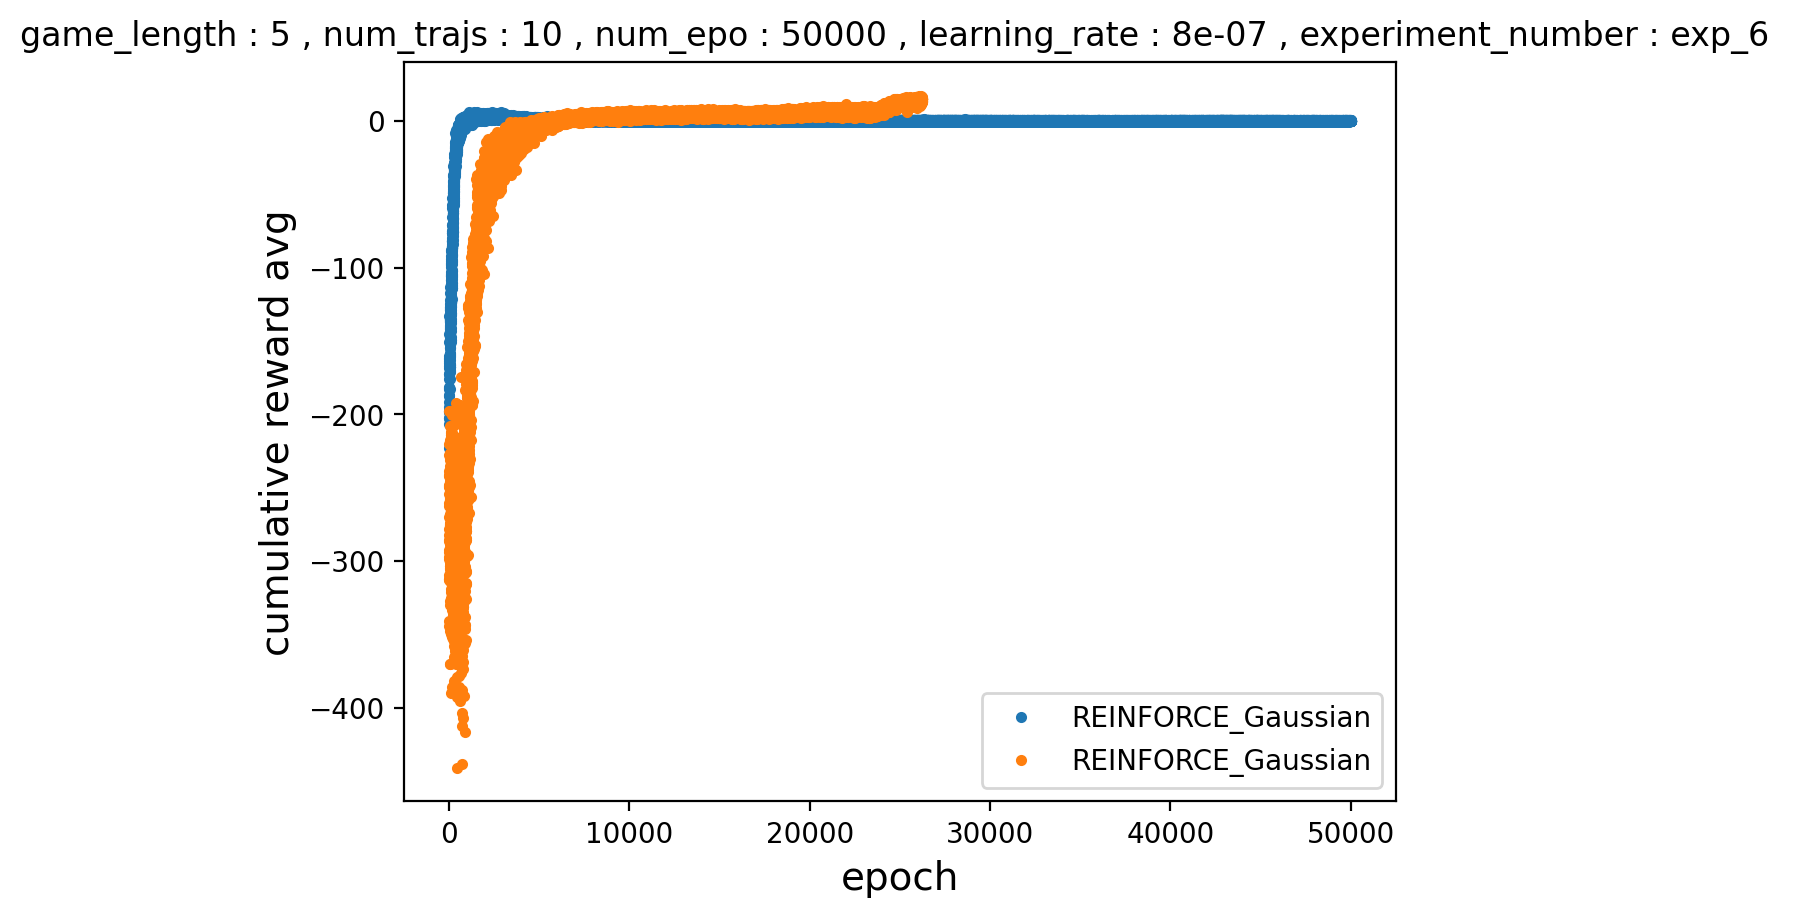 game_length : 5 , num_trajs : 10 , num_epo : 50000 , learning_rate : 8e-07 , experiment_number : exp_6
0
−100
−200
−300
−400
cumulative reward avg
REINFORCE_Gaussian
REINFORCE_Gaussian
0 10000 20000 30000 40000 50000
epoch